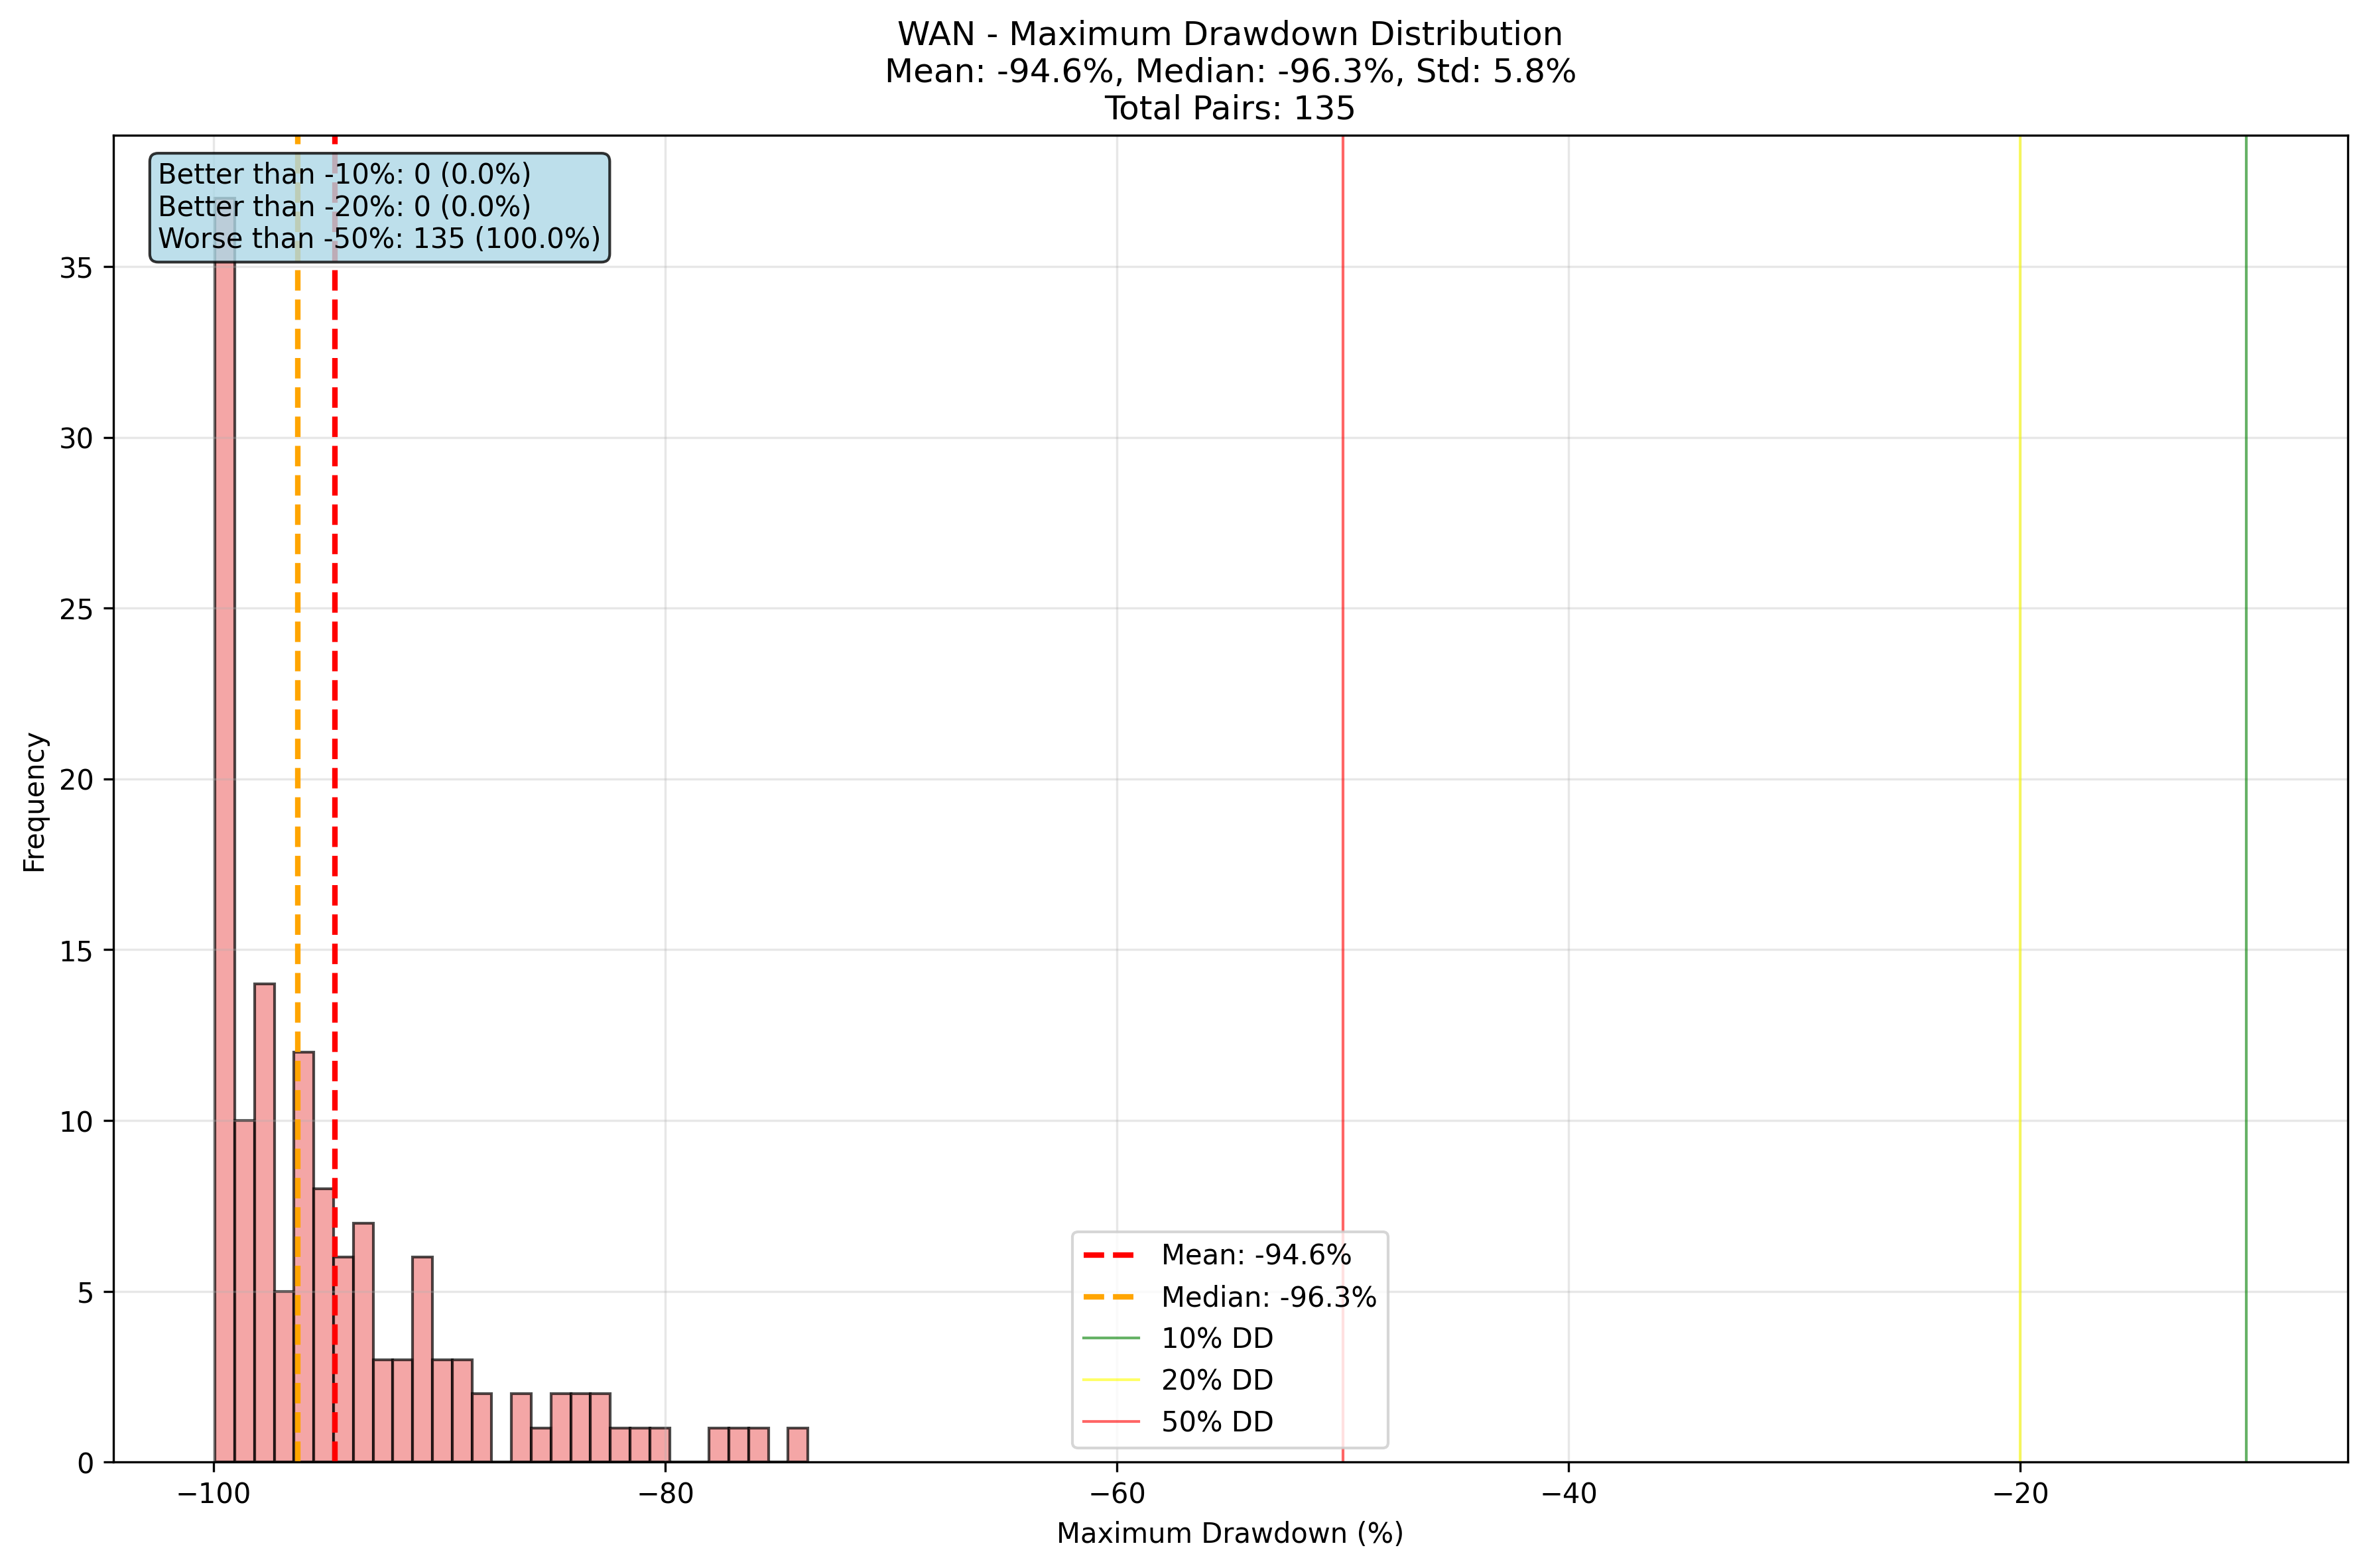 WAN - Maximum Drawdown Distribution
Mean: -94.6%, Median: -96.3%, Std: 5.8%
Total Pairs: 135
Better than -10%: 0 (0.0%)
Better than -20%: 0 (0.0%)
Worse than -50%: 135 (100.0%)
35
30
25
20
15
10
5
0
Frequency
Mean: -94.6%
Median: -96.3%
10% DD
20% DD
50% DD
−100
−80
−60
−40
−20
Maximum Drawdown (%)